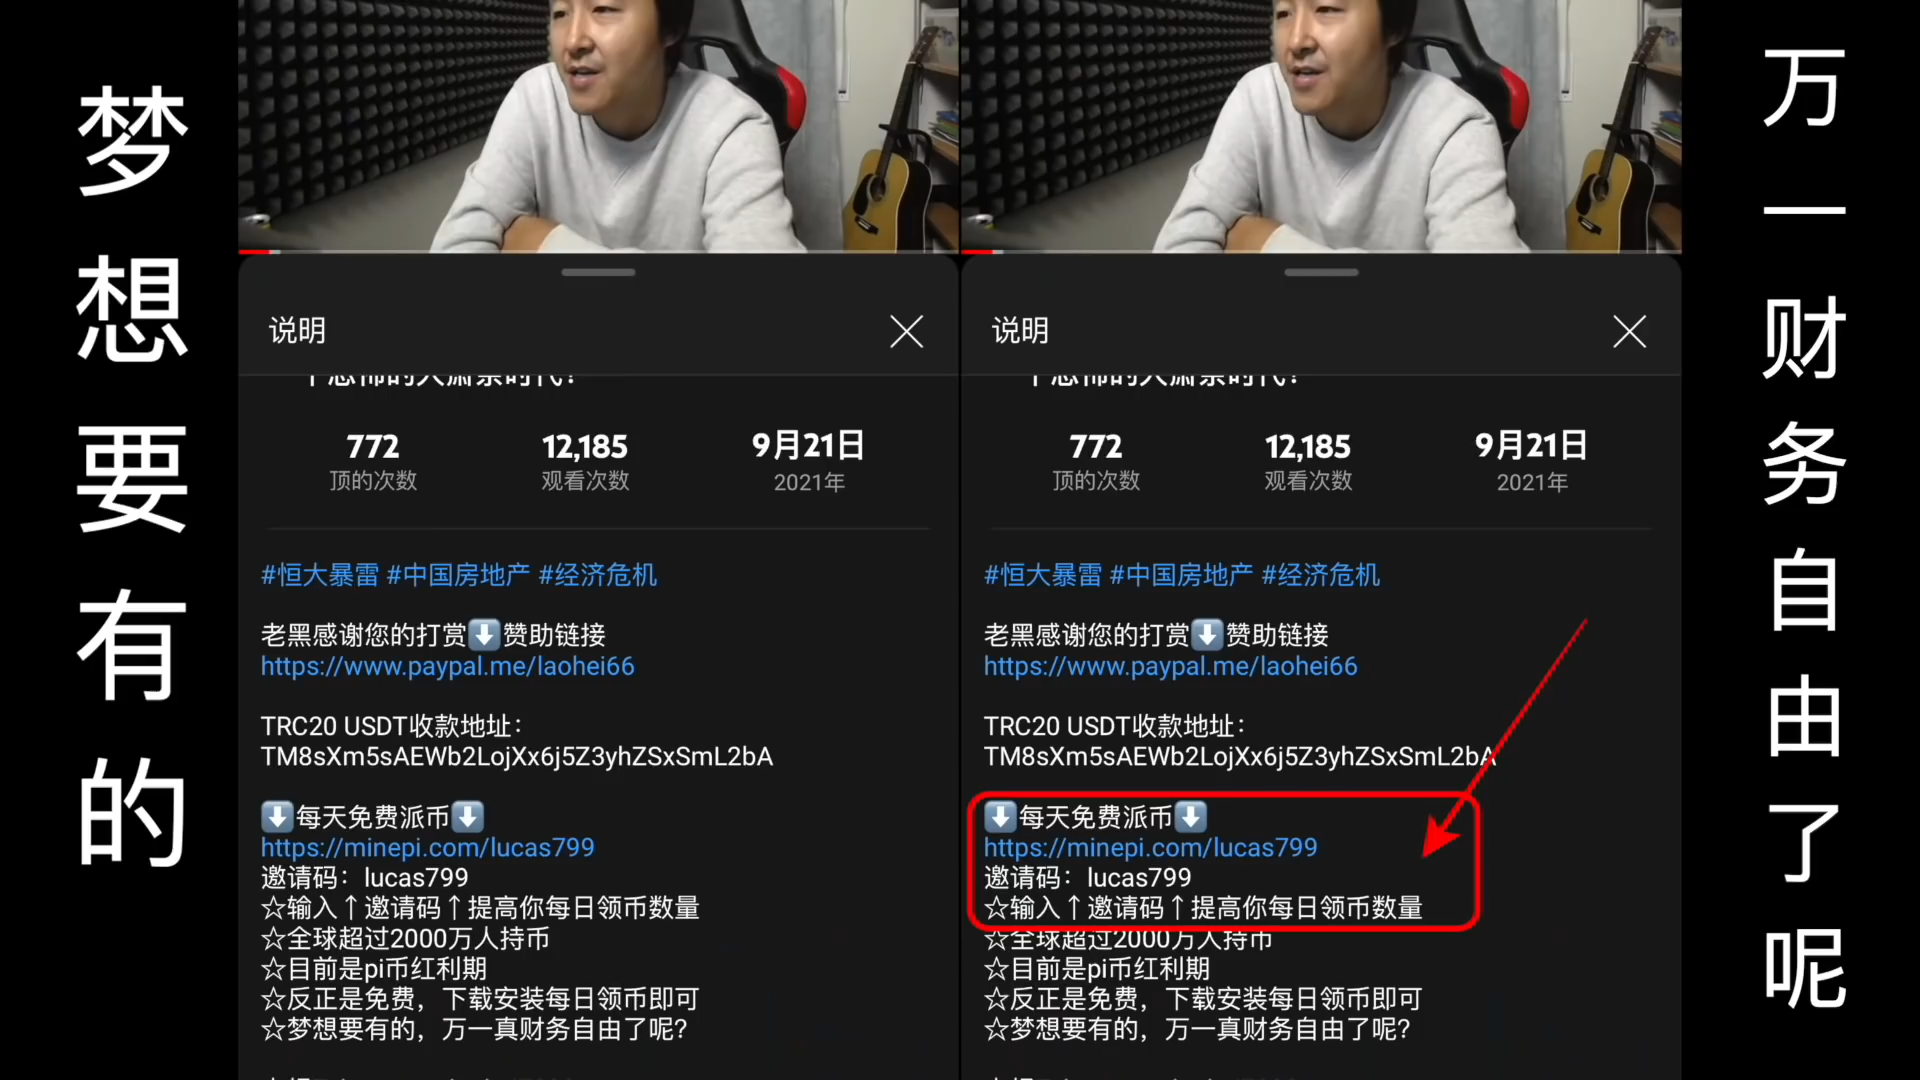 梦想要有的
说明
772
顶的次数
12,185
观看次数
9月21日
2021年
#恒大暴雷 #中国房地产 #经济危机
老黑感谢您的打赏⬇️赞助链接
https://www.paypal.me/laohei66
TRC20 USDT收款地址:
TM8sXm5sAEWb2LojXx6j5Z3yhZSxSmL2bA
⬇️每天免费派币⬇️
https://minepi.com/lucas799
邀请码：lucas799
☆输入↑邀请码↑提高你每日领币数量
☆全球超过2000万人持币
☆目前是pi币红利期
☆反正是免费，下载安装每日领币即可
☆梦想要有的，万一真财务自由了呢?
说明
772
顶的次数
12,185
观看次数
9月21日
2021年
#恒大暴雷 #中国房地产 #经济危机
老黑感谢您的打赏⬇️赞助链接
https://www.paypal.me/laohei66
TRC20 USDT收款地址:
TM8sXm5sAEWb2LojXx6j5Z3yhZSxSmL2bA
⬇️每天免费派币⬇️
https://minepi.com/lucas799
邀请码：lucas799
☆输入↑邀请码↑提高你每日领币数量
☆全球超过2000万人持币
☆目前是pi币红利期
☆反正是免费，下载安装每日领币即可
☆梦想要有的，万一真财务自由了呢?
万一财务自由了呢